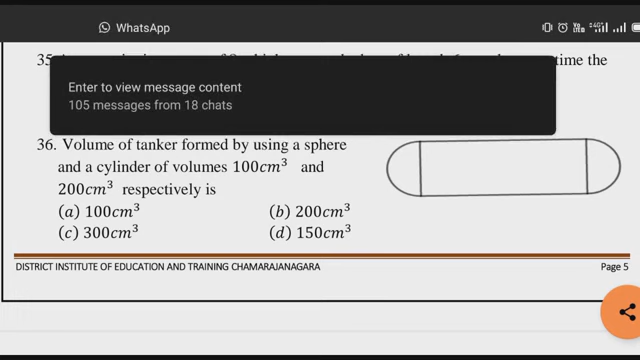 WhatsApp
4G
35.
time the
Enter to view message content
105 messages from 18 chats
36. Volume of tanker formed by using a sphere
and a cylinder of volumes 100cm³ and
200cm³ respectively is
(a) 100cm³ (b) 200cm³
(c) 300cm³ (d) 150cm³
DISTRICT INSTITUTE OF EDUCATION AND TRAINING CHAMARAJANAGARA Page 5